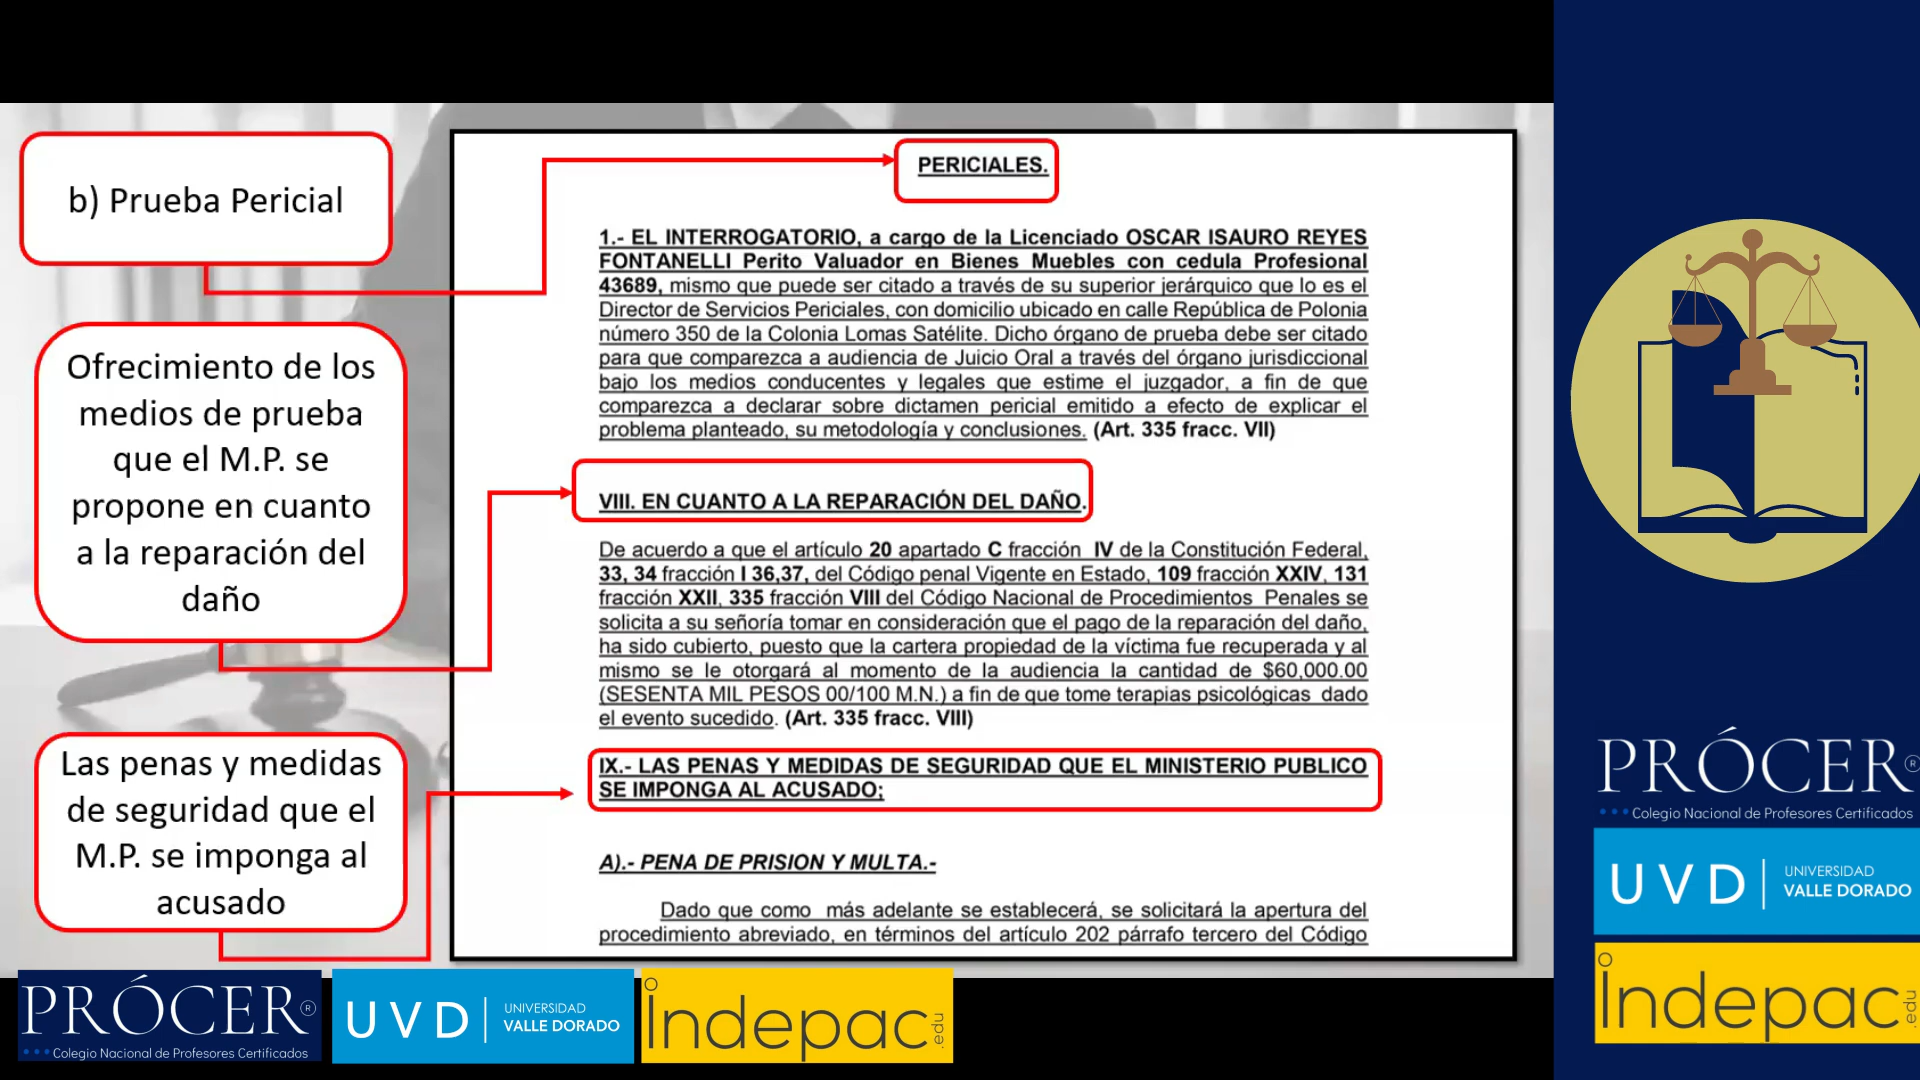 b) Prueba Pericial
Ofrecimiento de los
medios de prueba
que el M.P. se
propone en cuanto
a la reparación del
daño
Las penas y medidas
de seguridad que el
M.P. se imponga al
acusado
PERICIALES.
1.- EL INTERROGATORIO, a cargo de la Licenciado OSCAR ISAURO REYES
FONTANELLI Perito Valuador en Bienes Muebles con cedula Profesional
43689, mismo que puede ser citado a través de su superior jerárquico que lo es el
Director de Servicios Periciales, con domicilio ubicado en calle República de Polonia
número 350 de la Colonia Lomas Satélite. Dicho órgano de prueba debe ser citado
para que comparezca a audiencia de Juicio Oral a través del órgano jurisdiccional
bajo los medios conducentes y legales que estime el juzgador, a fin de que
comparezca a declarar sobre dictamen pericial emitido a efecto de explicar el
problema planteado, su metodología y conclusiones. (Art. 335 fracc. VII)
VIII. EN CUANTO A LA REPARACIÓN DEL DAÑO.
De acuerdo a que el artículo 20 apartado C fracción IV de la Constitución Federal,
33, 34 fracción I 36,37, del Código penal Vigente en Estado, 109 fracción XXIV, 131
fracción XXII, 335 fracción VIII del Código Nacional de Procedimientos Penales se
solicita a su señoría tomar en consideración que el pago de la reparación del daño,
ha sido cubierto, puesto que la cartera propiedad de la víctima fue recuperada y al
mismo se le otorgará al momento de la audiencia la cantidad de $60,000.00
(SESENTA MIL PESOS 00/100 M.N.) a fin de que tome terapias psicológicas dado
el evento sucedido. (Art. 335 fracc. VIII)
IX.- LAS PENAS Y MEDIDAS DE SEGURIDAD QUE EL MINISTERIO PUBLICO
SE IMPONGA AL ACUSADO;
A).- PENA DE PRISION Y MULTA.-
Dado que como más adelante se establecerá, se solicitará la apertura del
procedimiento abreviado, en términos del artículo 202 párrafo tercero del Código
PRÓCER®
Colegio Nacional de Profesores Certificados
UVD | UNIVERSIDAD
VALLE DORADO
Indepac.edu
PRÓCER®
Colegio Nacional de Profesores Certificados
UVD | UNIVERSIDAD
VALLE DORADO
Indepac.edu